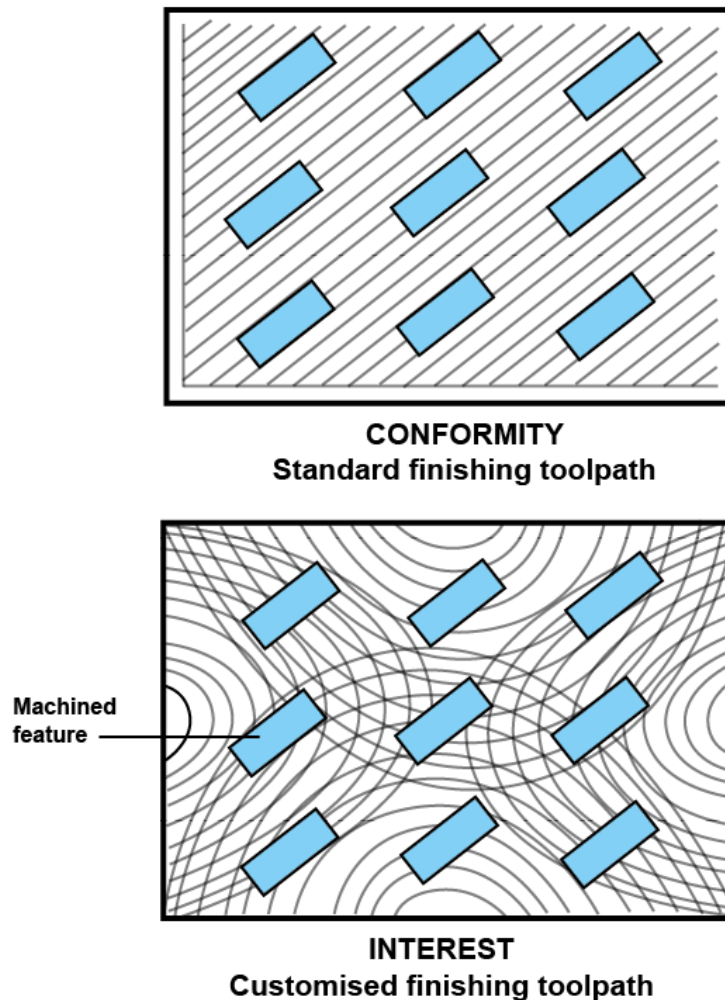 CONFORMITY
Standard finishing toolpath
Machined
feature
INTEREST
Customised finishing toolpath